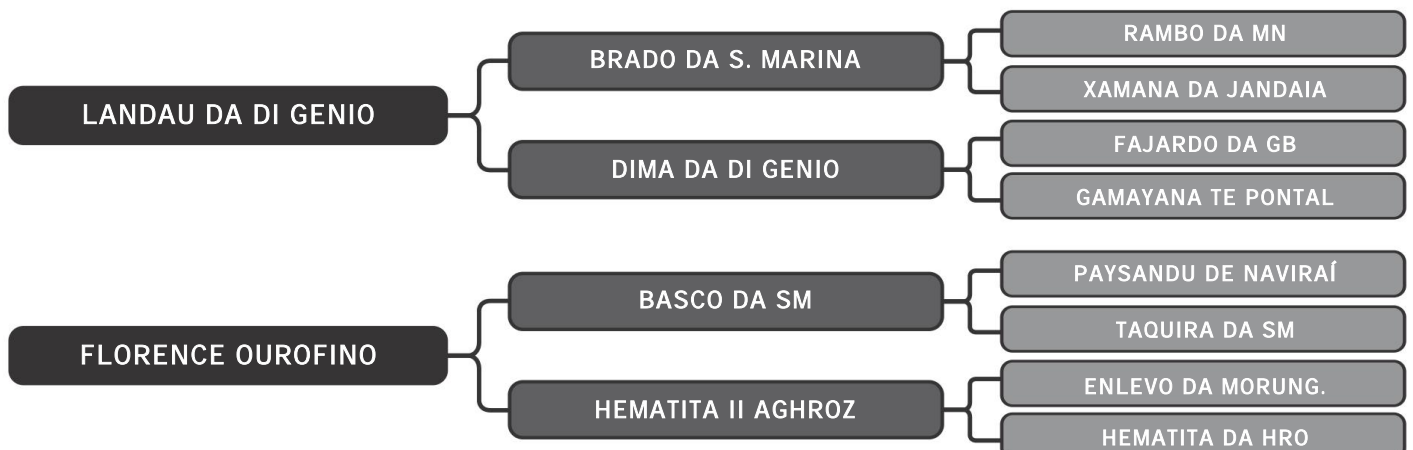 LANDAU DA DI GENIO
BRADO DA S. MARINA
RAMBO DA MN
XAMANA DA JANDAIA
DIMA DA DI GENIO
FAJARDO DA GB
GAMAYANA TE PONTAL
FLORENCE OUROFINO
BASCO DA SM
PAYSANDU DE NAVIRAÍ
TAQUIRA DA SM
HEMATITA II AGHROZ
ENLEVO DA MORUNG.
HEMATITA DA HRO